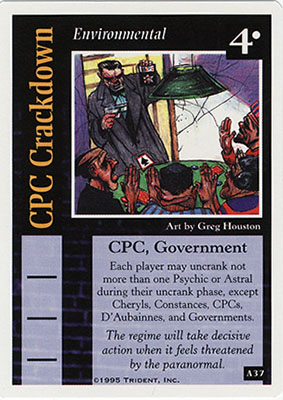 CPC Crackdown
Environmental
4•
Art by Greg Houston
CPC, Government
Each player may uncrank not
more than one Psychic or Astral
during their uncrank phase, except
Cheryls, Constances, CPCs,
D'Aubainnes, and Governments.
The regime will take decisive
action when it feels threatened
by the paranormal.
©1995 TRIDENT, INC.
A37